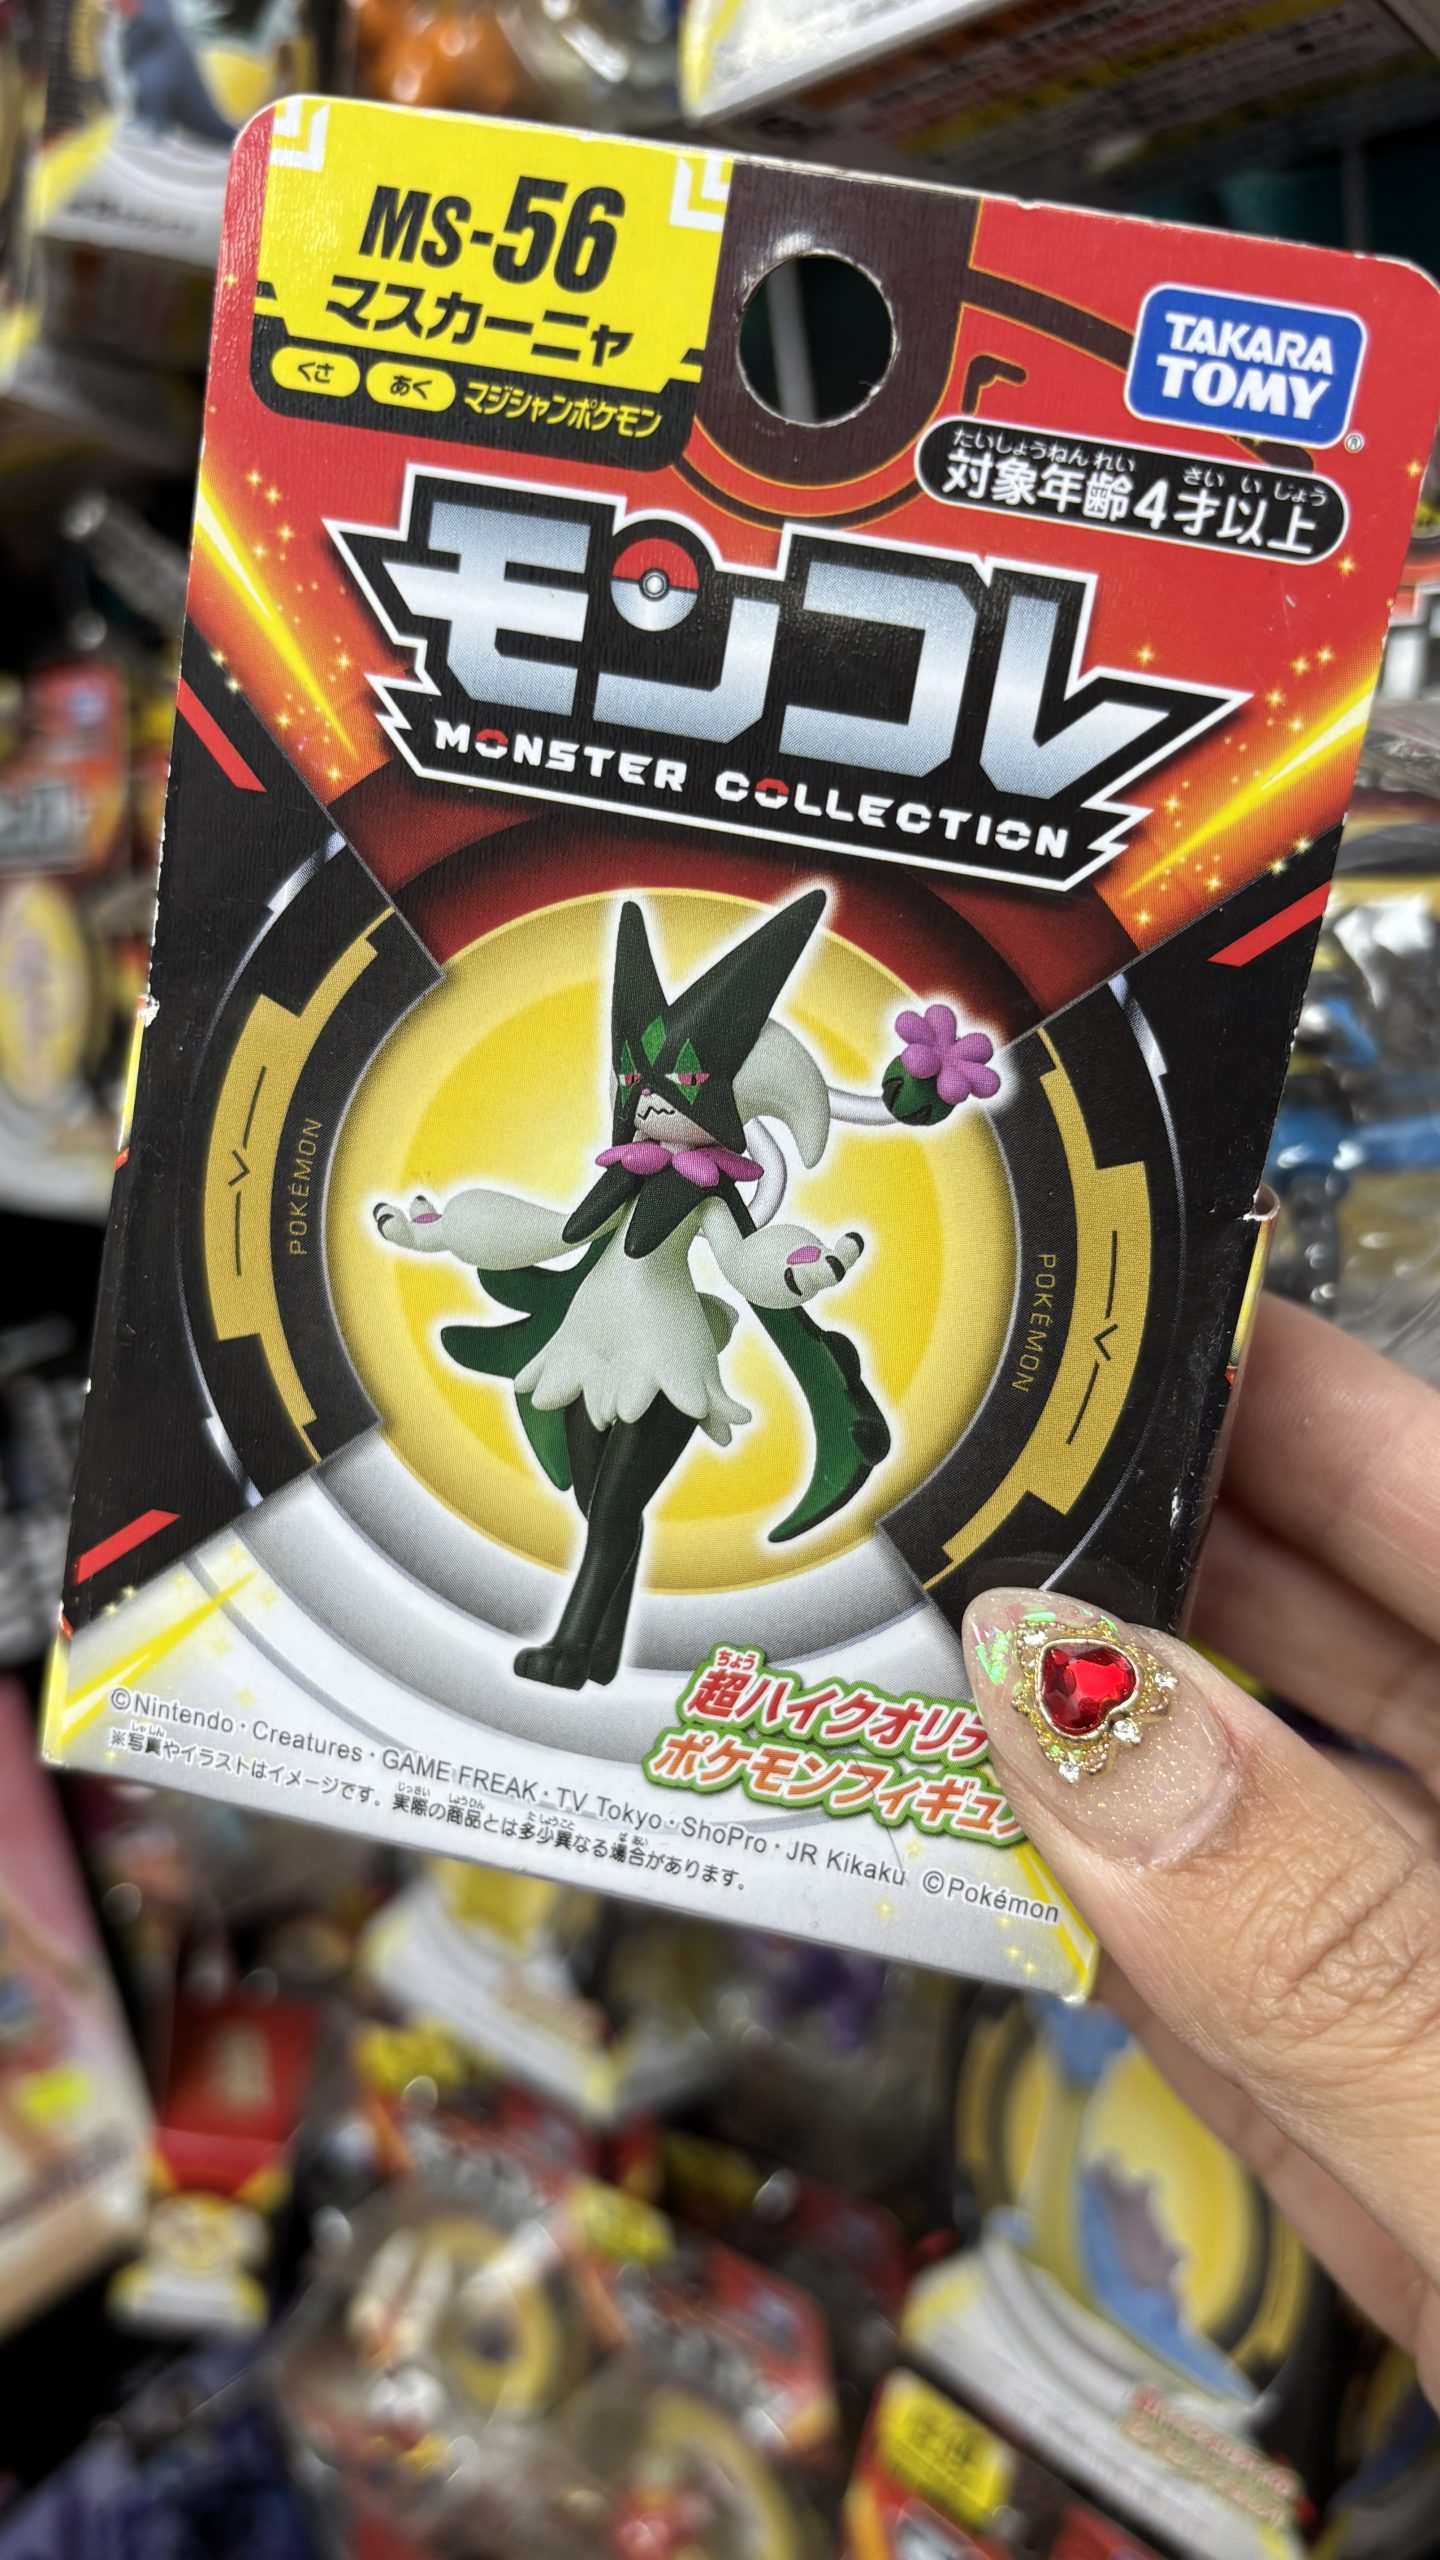 MS-56
マスカーニャ
くさ あく マジシャンポケモン
TAKARA
TOMY
®
たいしょうねんれい さいいじょう
対象年齢4才以上
モンコレ
MONSTER COLLECTION
POKÉMON
POKÉMON
ちょう
超ハイクオリ
ポケモンフィギュ
©Nintendo・Creatures・GAME FREAK・TV Tokyo・ShoPro・JR Kikaku ©Pokémon
しゃしん じっさい しょうひん たしょうこと ばあい
※写真やイラストはイメージです。実際の商品とは多少異なる場合があります。